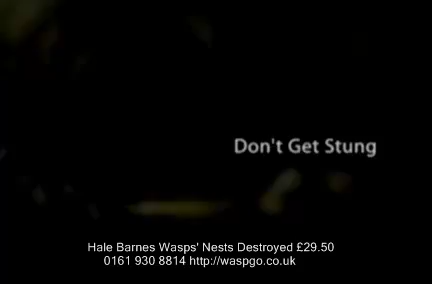 Don't Get Stung
Hale Barnes Wasps' Nests Destroyed £29.50
0161 930 8814 http://waspgo.co.uk